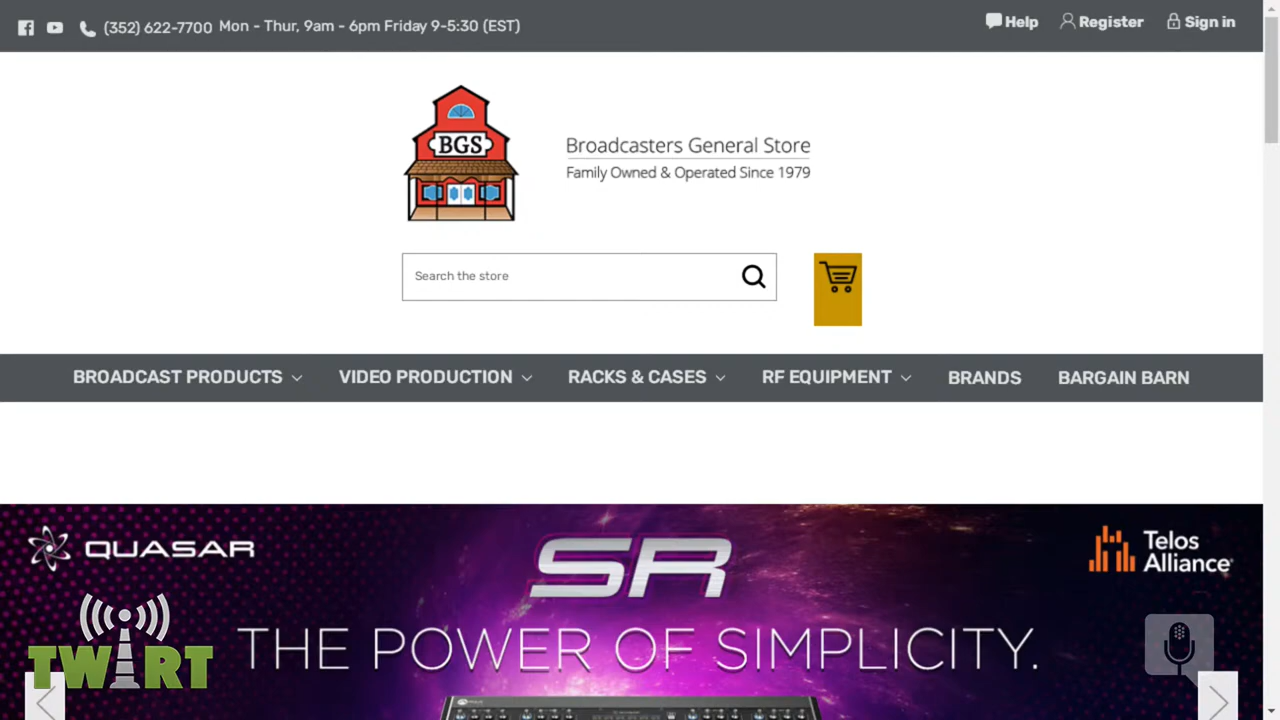 (352) 622-7700 Mon - Thur, 9am - 6pm Friday 9-5:30 (EST)
Help Register Sign in
BGS
Broadcasters General Store
Family Owned & Operated Since 1979
Search the store
BROADCAST PRODUCTS VIDEO PRODUCTION RACKS & CASES RF EQUIPMENT BRANDS BARGAIN BARN
QUASAR
SR
Telos
Alliance
THE POWER OF SIMPLICITY.
TWIRT